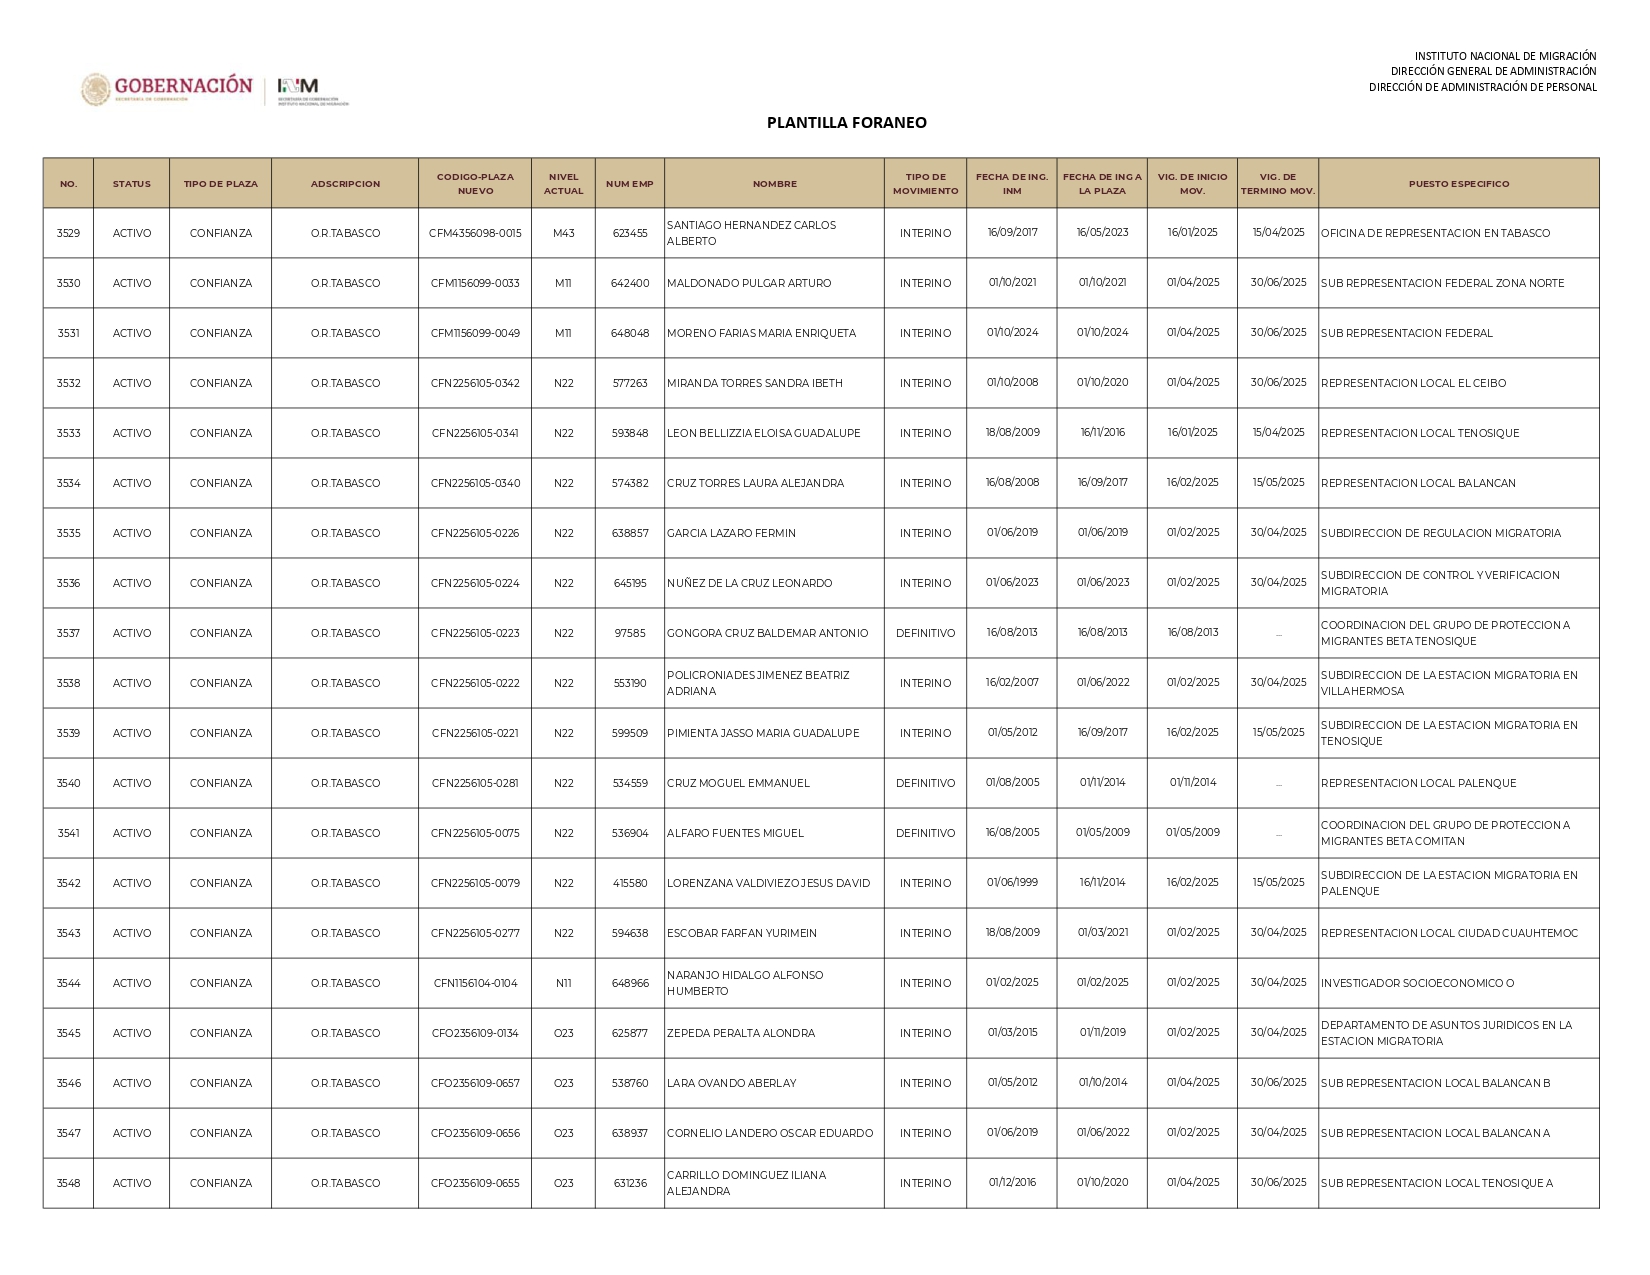 INSTITUTO NACIONAL DE MIGRACIÓN
DIRECCIÓN GENERAL DE ADMINISTRACIÓN
DIRECCIÓN DE ADMINISTRACIÓN DE PERSONAL
GOBERNACIÓN
SECRETARÍA DE GOBERNACIÓN
INM
SECRETARÍA DE GOBERNACIÓN
INSTITUTO NACIONAL DE MIGRACIÓN
PLANTILLA FORANEO
NO. STATUS TIPO DE PLAZA ADSCRIPCION CODIGO-PLAZA NUEVO NIVEL ACTUAL NUM EMP NOMBRE TIPO DE MOVIMIENTO FECHA DE ING. INM FECHA DE ING A LA PLAZA VIG. DE INICIO MOV. VIG. DE TERMINO MOV. PUESTO ESPECIFICO
3529 ACTIVO CONFIANZA O.R.TABASCO CFM4356098-0015 M43 623455 SANTIAGO HERNANDEZ CARLOS ALBERTO INTERINO 16/09/2017 16/05/2023 16/01/2025 15/04/2025 OFICINA DE REPRESENTACION EN TABASCO
3530 ACTIVO CONFIANZA O.R.TABASCO CFM1156099-0033 M11 642400 MALDONADO PULGAR ARTURO INTERINO 01/10/2021 01/10/2021 01/04/2025 30/06/2025 SUB REPRESENTACION FEDERAL ZONA NORTE
3531 ACTIVO CONFIANZA O.R.TABASCO CFM1156099-0049 M11 648048 MORENO FARIAS MARIA ENRIQUETA INTERINO 01/10/2024 01/10/2024 01/04/2025 30/06/2025 SUB REPRESENTACION FEDERAL
3532 ACTIVO CONFIANZA O.R.TABASCO CFN2256105-0342 N22 577263 MIRANDA TORRES SANDRA IBETH INTERINO 01/10/2008 01/10/2020 01/04/2025 30/06/2025 REPRESENTACION LOCAL EL CEIBO
3533 ACTIVO CONFIANZA O.R.TABASCO CFN2256105-0341 N22 593848 LEON BELLIZZIA ELOISA GUADALUPE INTERINO 18/08/2009 16/11/2016 16/01/2025 15/04/2025 REPRESENTACION LOCAL TENOSIQUE
3534 ACTIVO CONFIANZA O.R.TABASCO CFN2256105-0340 N22 574382 CRUZ TORRES LAURA ALEJANDRA INTERINO 16/08/2008 16/09/2017 16/02/2025 15/05/2025 REPRESENTACION LOCAL BALANCAN
3535 ACTIVO CONFIANZA O.R.TABASCO CFN2256105-0226 N22 638857 GARCIA LAZARO FERMIN INTERINO 01/06/2019 01/06/2019 01/02/2025 30/04/2025 SUBDIRECCION DE REGULACION MIGRATORIA
3536 ACTIVO CONFIANZA O.R.TABASCO CFN2256105-0224 N22 645195 NUÑEZ DE LA CRUZ LEONARDO INTERINO 01/06/2023 01/06/2023 01/02/2025 30/04/2025 SUBDIRECCION DE CONTROL Y VERIFICACION MIGRATORIA
3537 ACTIVO CONFIANZA O.R.TABASCO CFN2256105-0223 N22 97585 GONGORA CRUZ BALDEMAR ANTONIO DEFINITIVO 16/08/2013 16/08/2013 16/08/2013 ... COORDINACION DEL GRUPO DE PROTECCION A MIGRANTES BETA TENOSIQUE
3538 ACTIVO CONFIANZA O.R.TABASCO CFN2256105-0222 N22 553190 POLICRONIADES JIMENEZ BEATRIZ ADRIANA INTERINO 16/02/2007 01/06/2022 01/02/2025 30/04/2025 SUBDIRECCION DE LA ESTACION MIGRATORIA EN VILLAHERMOSA
3539 ACTIVO CONFIANZA O.R.TABASCO CFN2256105-0221 N22 599509 PIMIENTA JASSO MARIA GUADALUPE INTERINO 01/05/2012 16/09/2017 16/02/2025 15/05/2025 SUBDIRECCION DE LA ESTACION MIGRATORIA EN TENOSIQUE
3540 ACTIVO CONFIANZA O.R.TABASCO CFN2256105-0281 N22 534559 CRUZ MOGUEL EMMANUEL DEFINITIVO 01/08/2005 01/11/2014 01/11/2014 ... REPRESENTACION LOCAL PALENQUE
3541 ACTIVO CONFIANZA O.R.TABASCO CFN2256105-0075 N22 536904 ALFARO FUENTES MIGUEL DEFINITIVO 16/08/2005 01/05/2009 01/05/2009 ... COORDINACION DEL GRUPO DE PROTECCION A MIGRANTES BETA COMITAN
3542 ACTIVO CONFIANZA O.R.TABASCO CFN2256105-0079 N22 415580 LORENZANA VALDIVIEZO JESUS DAVID INTERINO 01/06/1999 16/11/2014 16/02/2025 15/05/2025 SUBDIRECCION DE LA ESTACION MIGRATORIA EN PALENQUE
3543 ACTIVO CONFIANZA O.R.TABASCO CFN2256105-0277 N22 594638 ESCOBAR FARFAN YURIMEIN INTERINO 18/08/2009 01/03/2021 01/02/2025 30/04/2025 REPRESENTACION LOCAL CIUDAD CUAUHTEMOC
3544 ACTIVO CONFIANZA O.R.TABASCO CFN1156104-0104 N11 648966 NARANJO HIDALGO ALFONSO HUMBERTO INTERINO 01/02/2025 01/02/2025 01/02/2025 30/04/2025 INVESTIGADOR SOCIOECONOMICO O
3545 ACTIVO CONFIANZA O.R.TABASCO CFO2356109-0134 O23 625877 ZEPEDA PERALTA ALONDRA INTERINO 01/03/2015 01/11/2019 01/02/2025 30/04/2025 DEPARTAMENTO DE ASUNTOS JURIDICOS EN LA ESTACION MIGRATORIA
3546 ACTIVO CONFIANZA O.R.TABASCO CFO2356109-0657 O23 538760 LARA OVANDO ABERLAY INTERINO 01/05/2012 01/10/2014 01/04/2025 30/06/2025 SUB REPRESENTACION LOCAL BALANCAN B
3547 ACTIVO CONFIANZA O.R.TABASCO CFO2356109-0656 O23 638937 CORNELIO LANDERO OSCAR EDUARDO INTERINO 01/06/2019 01/06/2022 01/02/2025 30/04/2025 SUB REPRESENTACION LOCAL BALANCAN A
3548 ACTIVO CONFIANZA O.R.TABASCO CFO2356109-0655 O23 631236 CARRILLO DOMINGUEZ ILIANA ALEJANDRA INTERINO 01/12/2016 01/10/2020 01/04/2025 30/06/2025 SUB REPRESENTACION LOCAL TENOSIQUE A